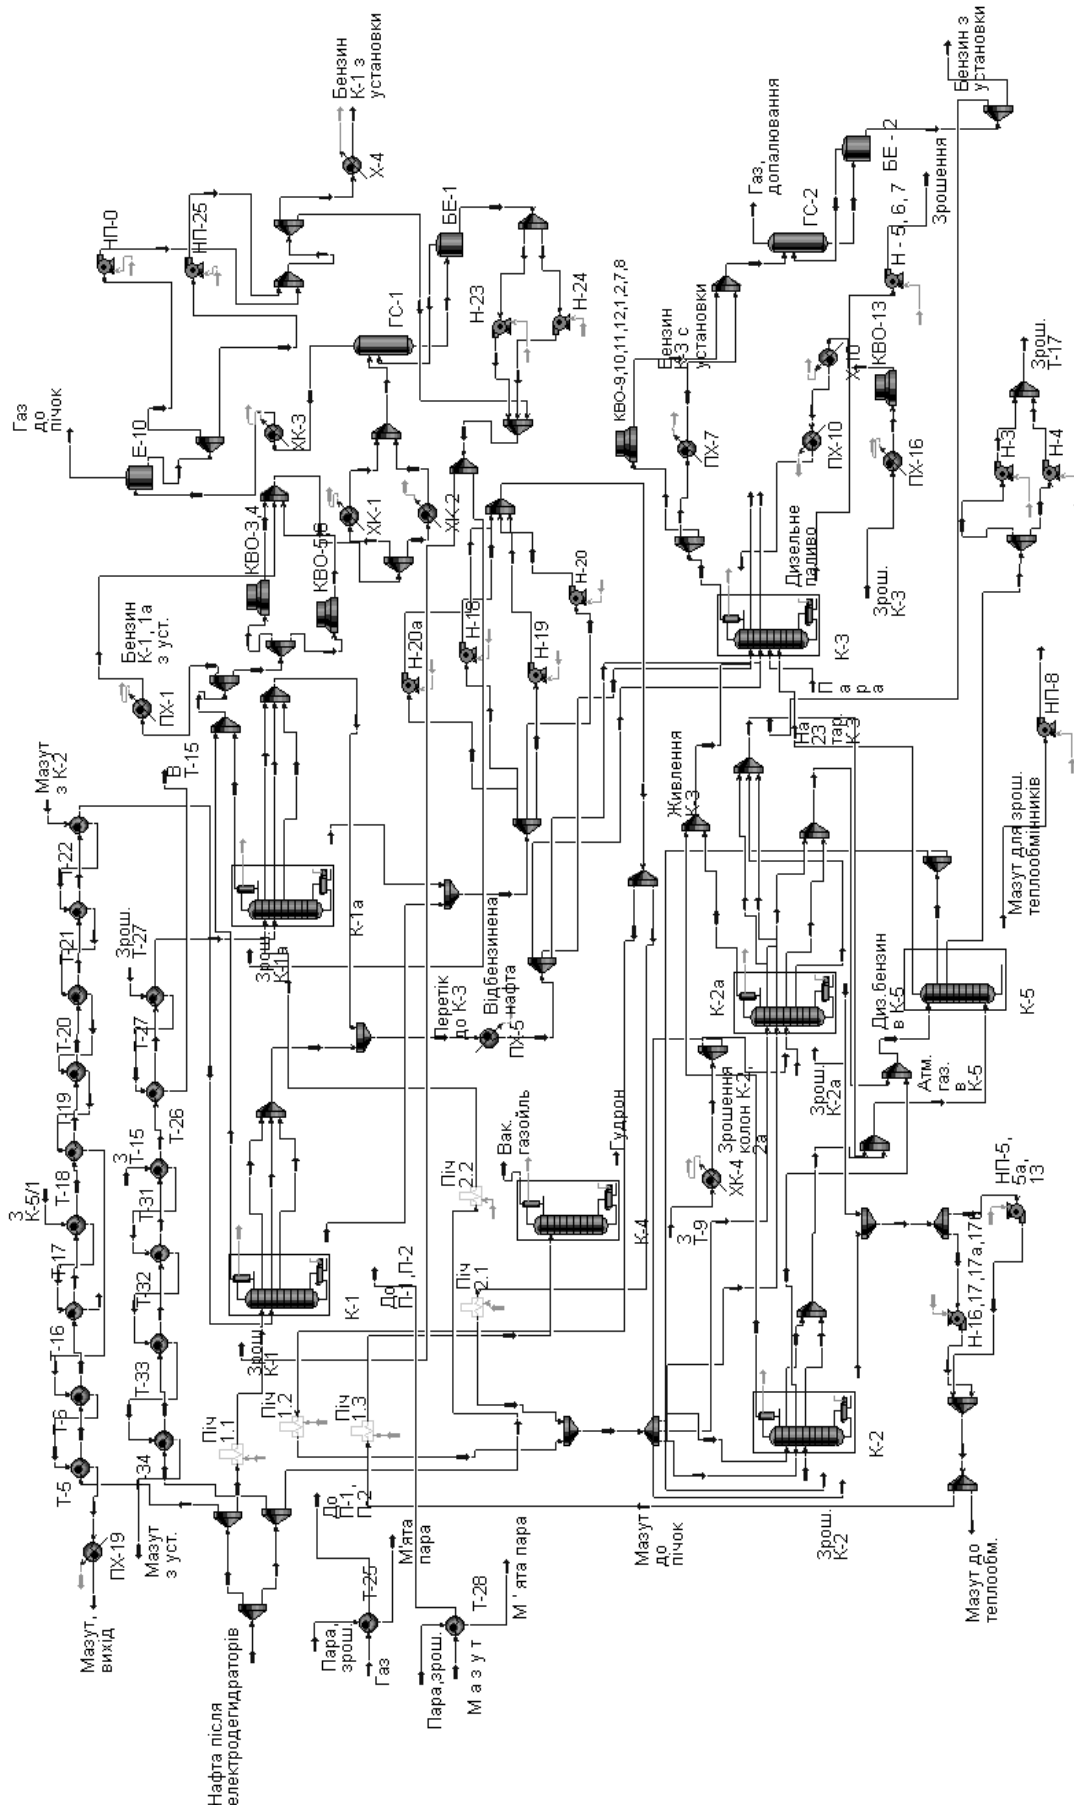 Нафта після
електродегидраторів
Мазут,
вихід
ПХ-19
Т-5
Т-6
Т-16
Т-17
З
К-5/1
Т-18
Т-19
Т-20
Т-21
Т-22
Мазут
з К-2
Мазут
з уст.
Т-34
Т-33
Т-32
Т-31
З
Т-15
Т-26
Т-27
Зрош.
Т-27
В
Т-15
Піч
1.1
Піч
1.2
Піч
1.3
Піч
2.1
Піч
2.2
Зрош.
К-1
К-1
Зрош.
К-1а
К-1а
ПХ-1
Бензин
К-1, 1а
з уст.
КВО-3,4
КВО-5,6
Е-10
Газ
до
пічок
НП-0
НП-25
ХК-3
Х-4
Бензин
К-1 з
установки
ХК-1
ХК-2
ГС-1
БЕ-1
Н-23
Н-24
Н-20а
Н-18
Н-19
Н-20
Перетік
до К-3
ПХ-5
Відбензинена
нафта
Пара,
зрош.
Газ
Т-25
До
П-1,
П-2
М'ята
пара
Пара,зрош.
М а з у т
Т-28
До
П-1,П-2
М ' ята пара
Вак.
газойль
К-4
Гудрон
Мазут
до
пічок
З
Т-9
ХК-4
Зрошення
колон К-2,
2а
К-2
Зрош.
К-2
К-2а
Зрош.
К-2а
Живлення
К-3
На
23
тар.
К-3
П а р а
К-3
Дизельне
паливо
Зрош.
К-3
ПХ-16
КВО-13
ПХ-10
Х-10
ПХ-7
Бензин
К-3 с
установки
КВО-9,10,11,12,1,2,7,8
Газ,
допалювання
ГС-2
БЕ - 2
Н - 5, 6, 7
Зрошення
Бензин з
установки
Диз.бензин
в К-5
Атм.
газ.
в
К-5
К-5
Мазут для зрош.
теплообмінників
НП-8
Н-3
Н-4
Зрош.
Т-17
НП-5,
5а,
13
Н-16,17,17а,17б
Мазут до
теплообм.